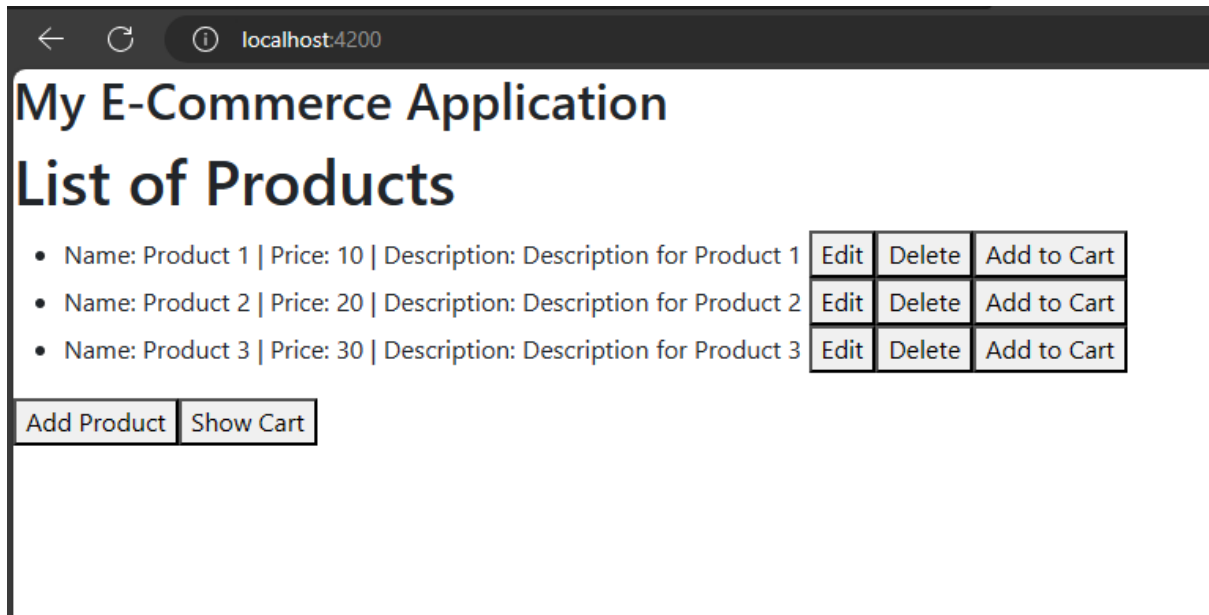 localhost:4200
My E-Commerce Application
List of Products
Name: Product 1 | Price: 10 | Description: Description for Product 1 Edit Delete Add to Cart
Name: Product 2 | Price: 20 | Description: Description for Product 2 Edit Delete Add to Cart
Name: Product 3 | Price: 30 | Description: Description for Product 3 Edit Delete Add to Cart
Add Product Show Cart